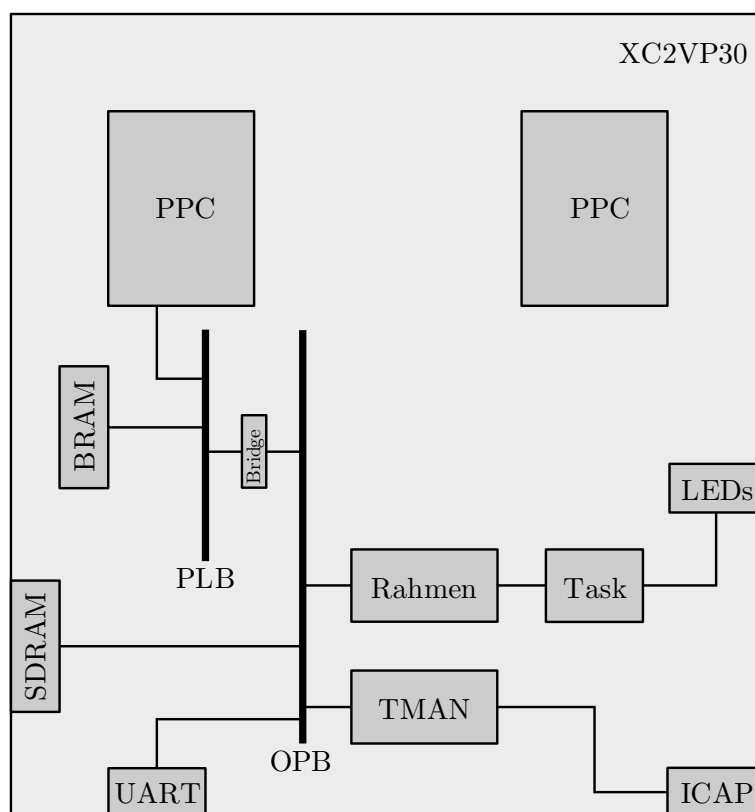 XC2VP30
PPC
PPC
BRAM
Bridge
LEDs
PLB
Rahmen
Task
SDRAM
TMAN
OPB
UART
ICAP